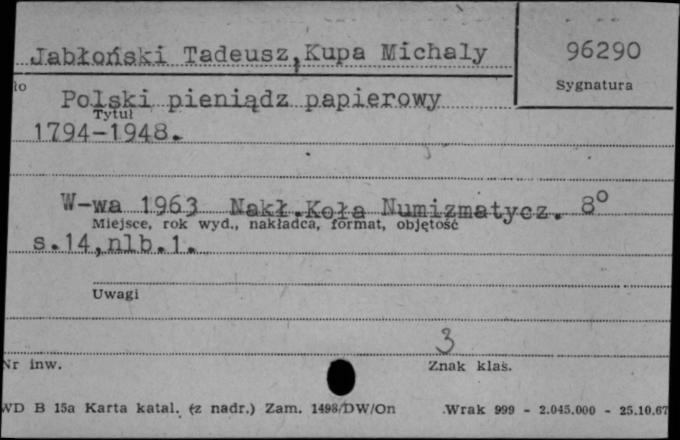 Jabłoński Tadeusz, Kupa Michaly
96290
Sygnatura
Polski pieniądz papierowy
Tytuł
1794-1948.
W-wa 1963 Nakł.Koła Numizmatycz. 8°
Miejsce, rok wyd., nakładca, format, objętość
s.14,nlb.1.
Uwagi
3
Nr inw.
Znak klas.
WD B 15a Karta katal. (z nadr.) Zam. 1498/DW/On Wrak 999 - 2.045.000 - 25.10.67